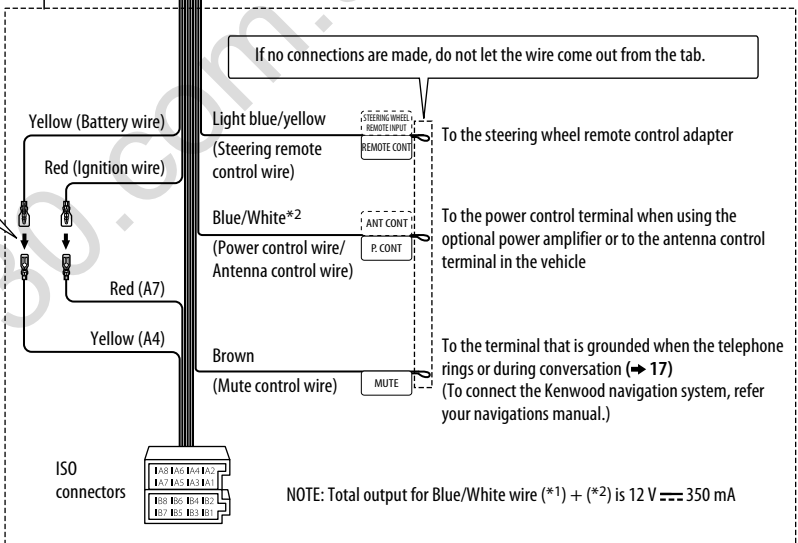 If no connections are made, do not let the wire come out from the tab.
Yellow (Battery wire)
Red (Ignition wire)
Red (A7)
Yellow (A4)
Light blue/yellow
(Steering remote
control wire)
STEERING WHEEL
REMOTE INPUT
REMOTE CONT
To the steering wheel remote control adapter
Blue/White*2
(Power control wire/
Antenna control wire)
ANT CONT
P. CONT
To the power control terminal when using the
optional power amplifier or to the antenna control
terminal in the vehicle
Brown
(Mute control wire)
MUTE
To the terminal that is grounded when the telephone
rings or during conversation (➜ 17)
(To connect the Kenwood navigation system, refer
your navigations manual.)
ISO
connectors
A8 A6 A4 A2
A7 A5 A3 A1
B8 B6 B4 B2
B7 B5 B3 B1
NOTE: Total output for Blue/White wire (*1) + (*2) is 12 V ⎓ 350 mA